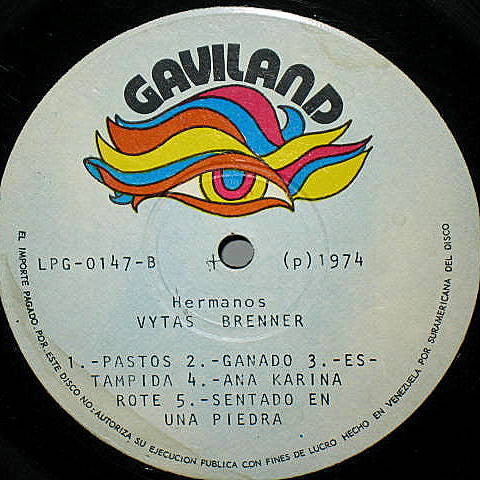 GAVILAND
LPG-0147-B (p)1974
Hermanos
VYTAS BRENNER
1.-PASTOS 2.-GANADO 3.-ES-
TAMPIDA 4.-ANA KARINA
ROTE 5.-SENTADO EN
UNA PIEDRA
EL IMPORTE PAGADO POR ESTE DISCO NO AUTORIZA SU EJECUCION PUBLICA CON FINES DE LUCRO HECHO EN VENEZUELA POR SURAMERICANA DEL DISCO